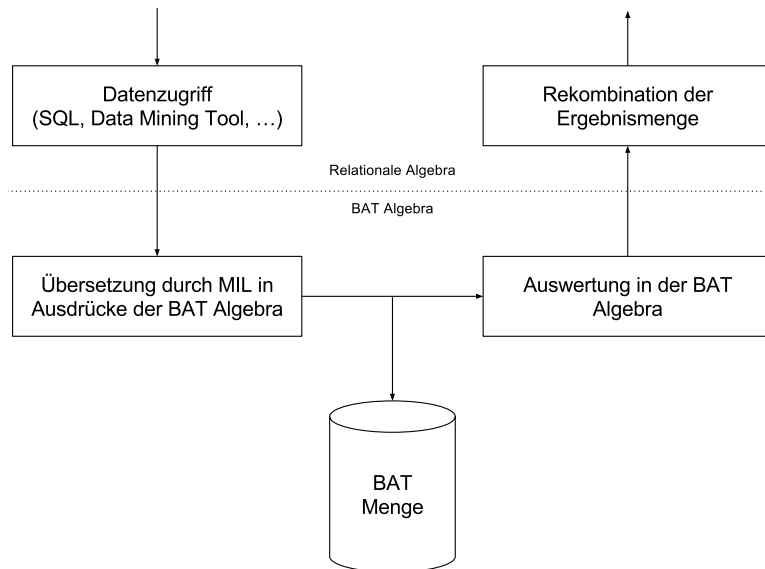 Datenzugriff
(SQL, Data Mining Tool, …)
Rekombination der
Ergebnismenge
Relationale Algebra
BAT Algebra
Übersetzung durch MIL in
Ausdrücke der BAT Algebra
Auswertung in der BAT
Algebra
BAT
Menge